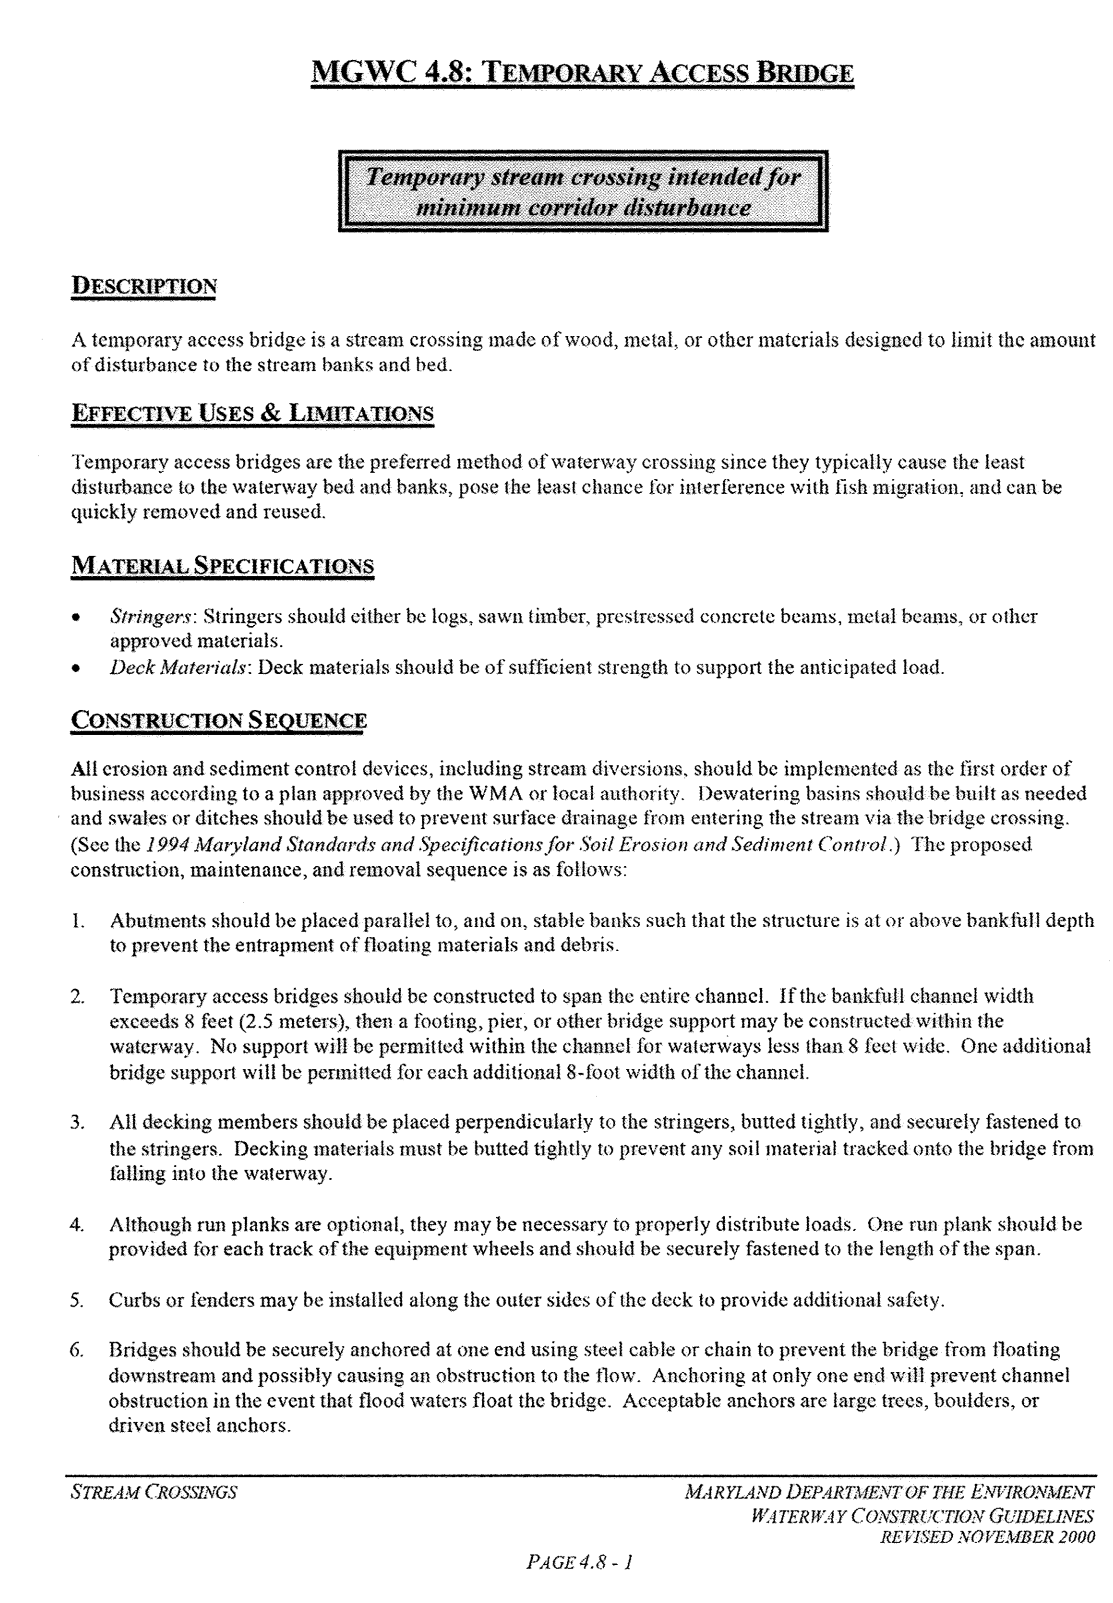 MGWC 4.8: TEMPORARY ACCESS BRIDGE
Temporary stream crossing intended for
minimum corridor disturbance
DESCRIPTION
A temporary access bridge is a stream crossing made of wood, metal, or other materials designed to limit the amount
of disturbance to the stream banks and bed.
EFFECTIVE USES & LIMITATIONS
Temporary access bridges are the preferred method of waterway crossing since they typically cause the least
disturbance to the waterway bed and banks, pose the least chance for interference with fish migration, and can be
quickly removed and reused.
MATERIAL SPECIFICATIONS
• Stringers: Stringers should either be logs, sawn timber, prestressed concrete beams, metal beams, or other
approved materials.
• Deck Materials: Deck materials should be of sufficient strength to support the anticipated load.
CONSTRUCTION SEQUENCE
All erosion and sediment control devices, including stream diversions, should be implemented as the first order of
business according to a plan approved by the WMA or local authority. Dewatering basins should be built as needed
and swales or ditches should be used to prevent surface drainage from entering the stream via the bridge crossing.
(See the 1994 Maryland Standards and Specifications for Soil Erosion and Sediment Control.) The proposed
construction, maintenance, and removal sequence is as follows:
1. Abutments should be placed parallel to, and on, stable banks such that the structure is at or above bankfull depth
to prevent the entrapment of floating materials and debris.
2. Temporary access bridges should be constructed to span the entire channel. If the bankfull channel width
exceeds 8 feet (2.5 meters), then a footing, pier, or other bridge support may be constructed within the
waterway. No support will be permitted within the channel for waterways less than 8 feet wide. One additional
bridge support will be permitted for each additional 8-foot width of the channel.
3. All decking members should be placed perpendicularly to the stringers, butted tightly, and securely fastened to
the stringers. Decking materials must be butted tightly to prevent any soil material tracked onto the bridge from
falling into the waterway.
4. Although run planks are optional, they may be necessary to properly distribute loads. One run plank should be
provided for each track of the equipment wheels and should be securely fastened to the length of the span.
5. Curbs or fenders may be installed along the outer sides of the deck to provide additional safety.
6. Bridges should be securely anchored at one end using steel cable or chain to prevent the bridge from floating
downstream and possibly causing an obstruction to the flow. Anchoring at only one end will prevent channel
obstruction in the event that flood waters float the bridge. Acceptable anchors are large trees, boulders, or
driven steel anchors.
STREAM CROSSINGS
MARYLAND DEPARTMENT OF THE ENVIRONMENT
WATERWAY CONSTRUCTION GUIDELINES
REVISED NOVEMBER 2000
PAGE 4.8 - 1